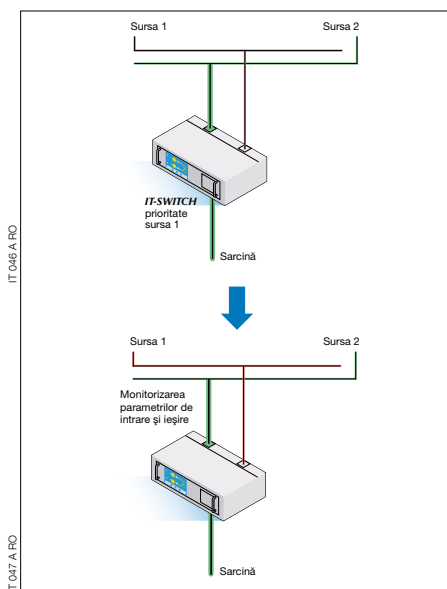 Sursa 1
Sursa 2
IT-SWITCH
prioritate
sursa 1
Sarcină
IT 046 A RO
Sursa 1
Sursa 2
Monitorizarea
parametrilor de
intrare şi ieşire
Sarcină
IT 047 A RO